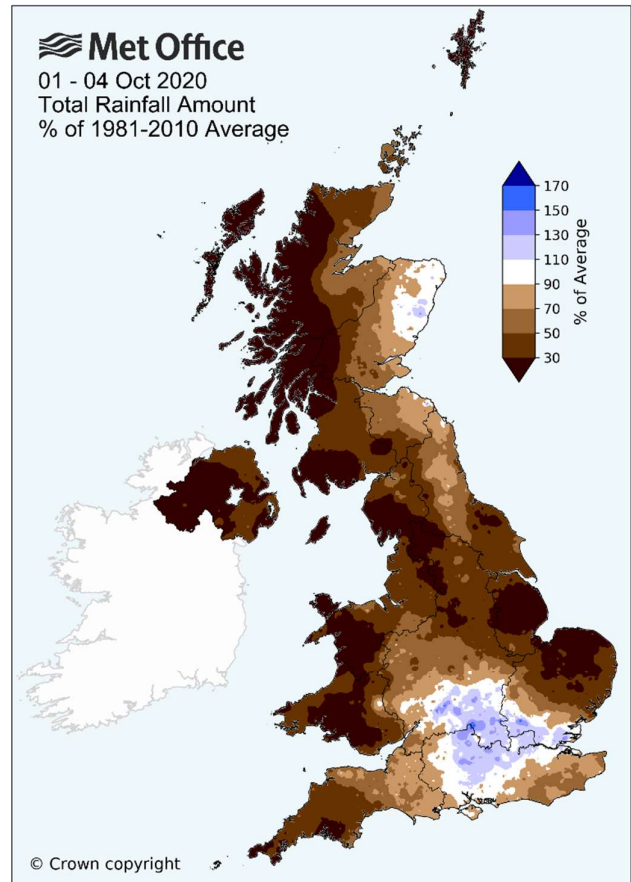 Met Office
01 - 04 Oct 2020
Total Rainfall Amount
% of 1981-2010 Average
170
150
130
110
90
70
50
30
% of Average
© Crown copyright